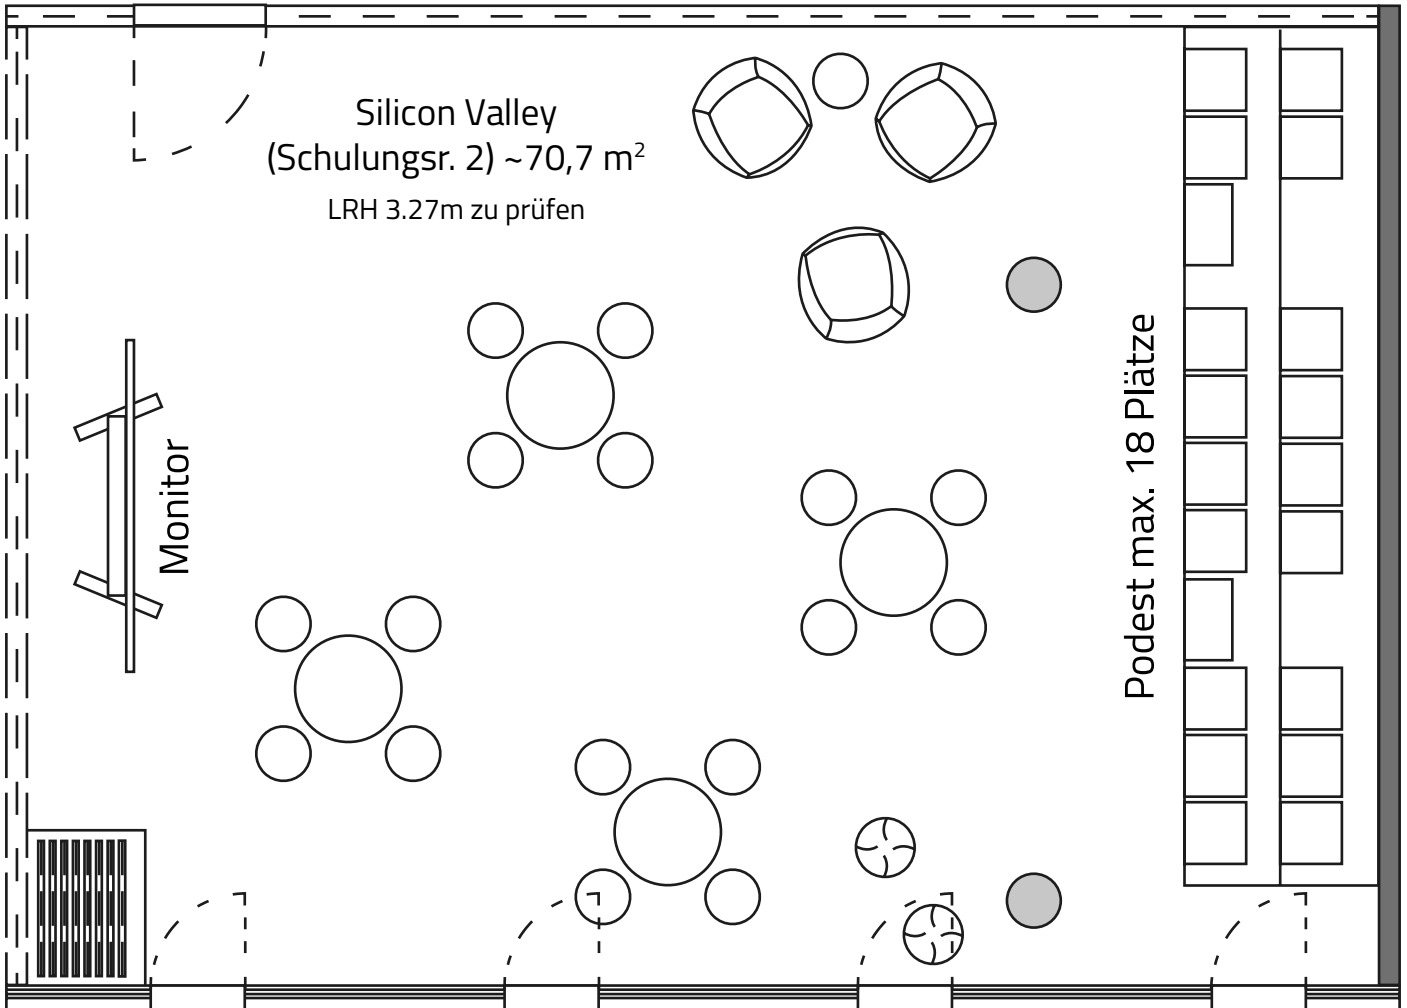 Silicon Valley
(Schulungsr. 2) ~70,7 m²
LRH 3.27m zu prüfen
Monitor
Podest max. 18 Plätze